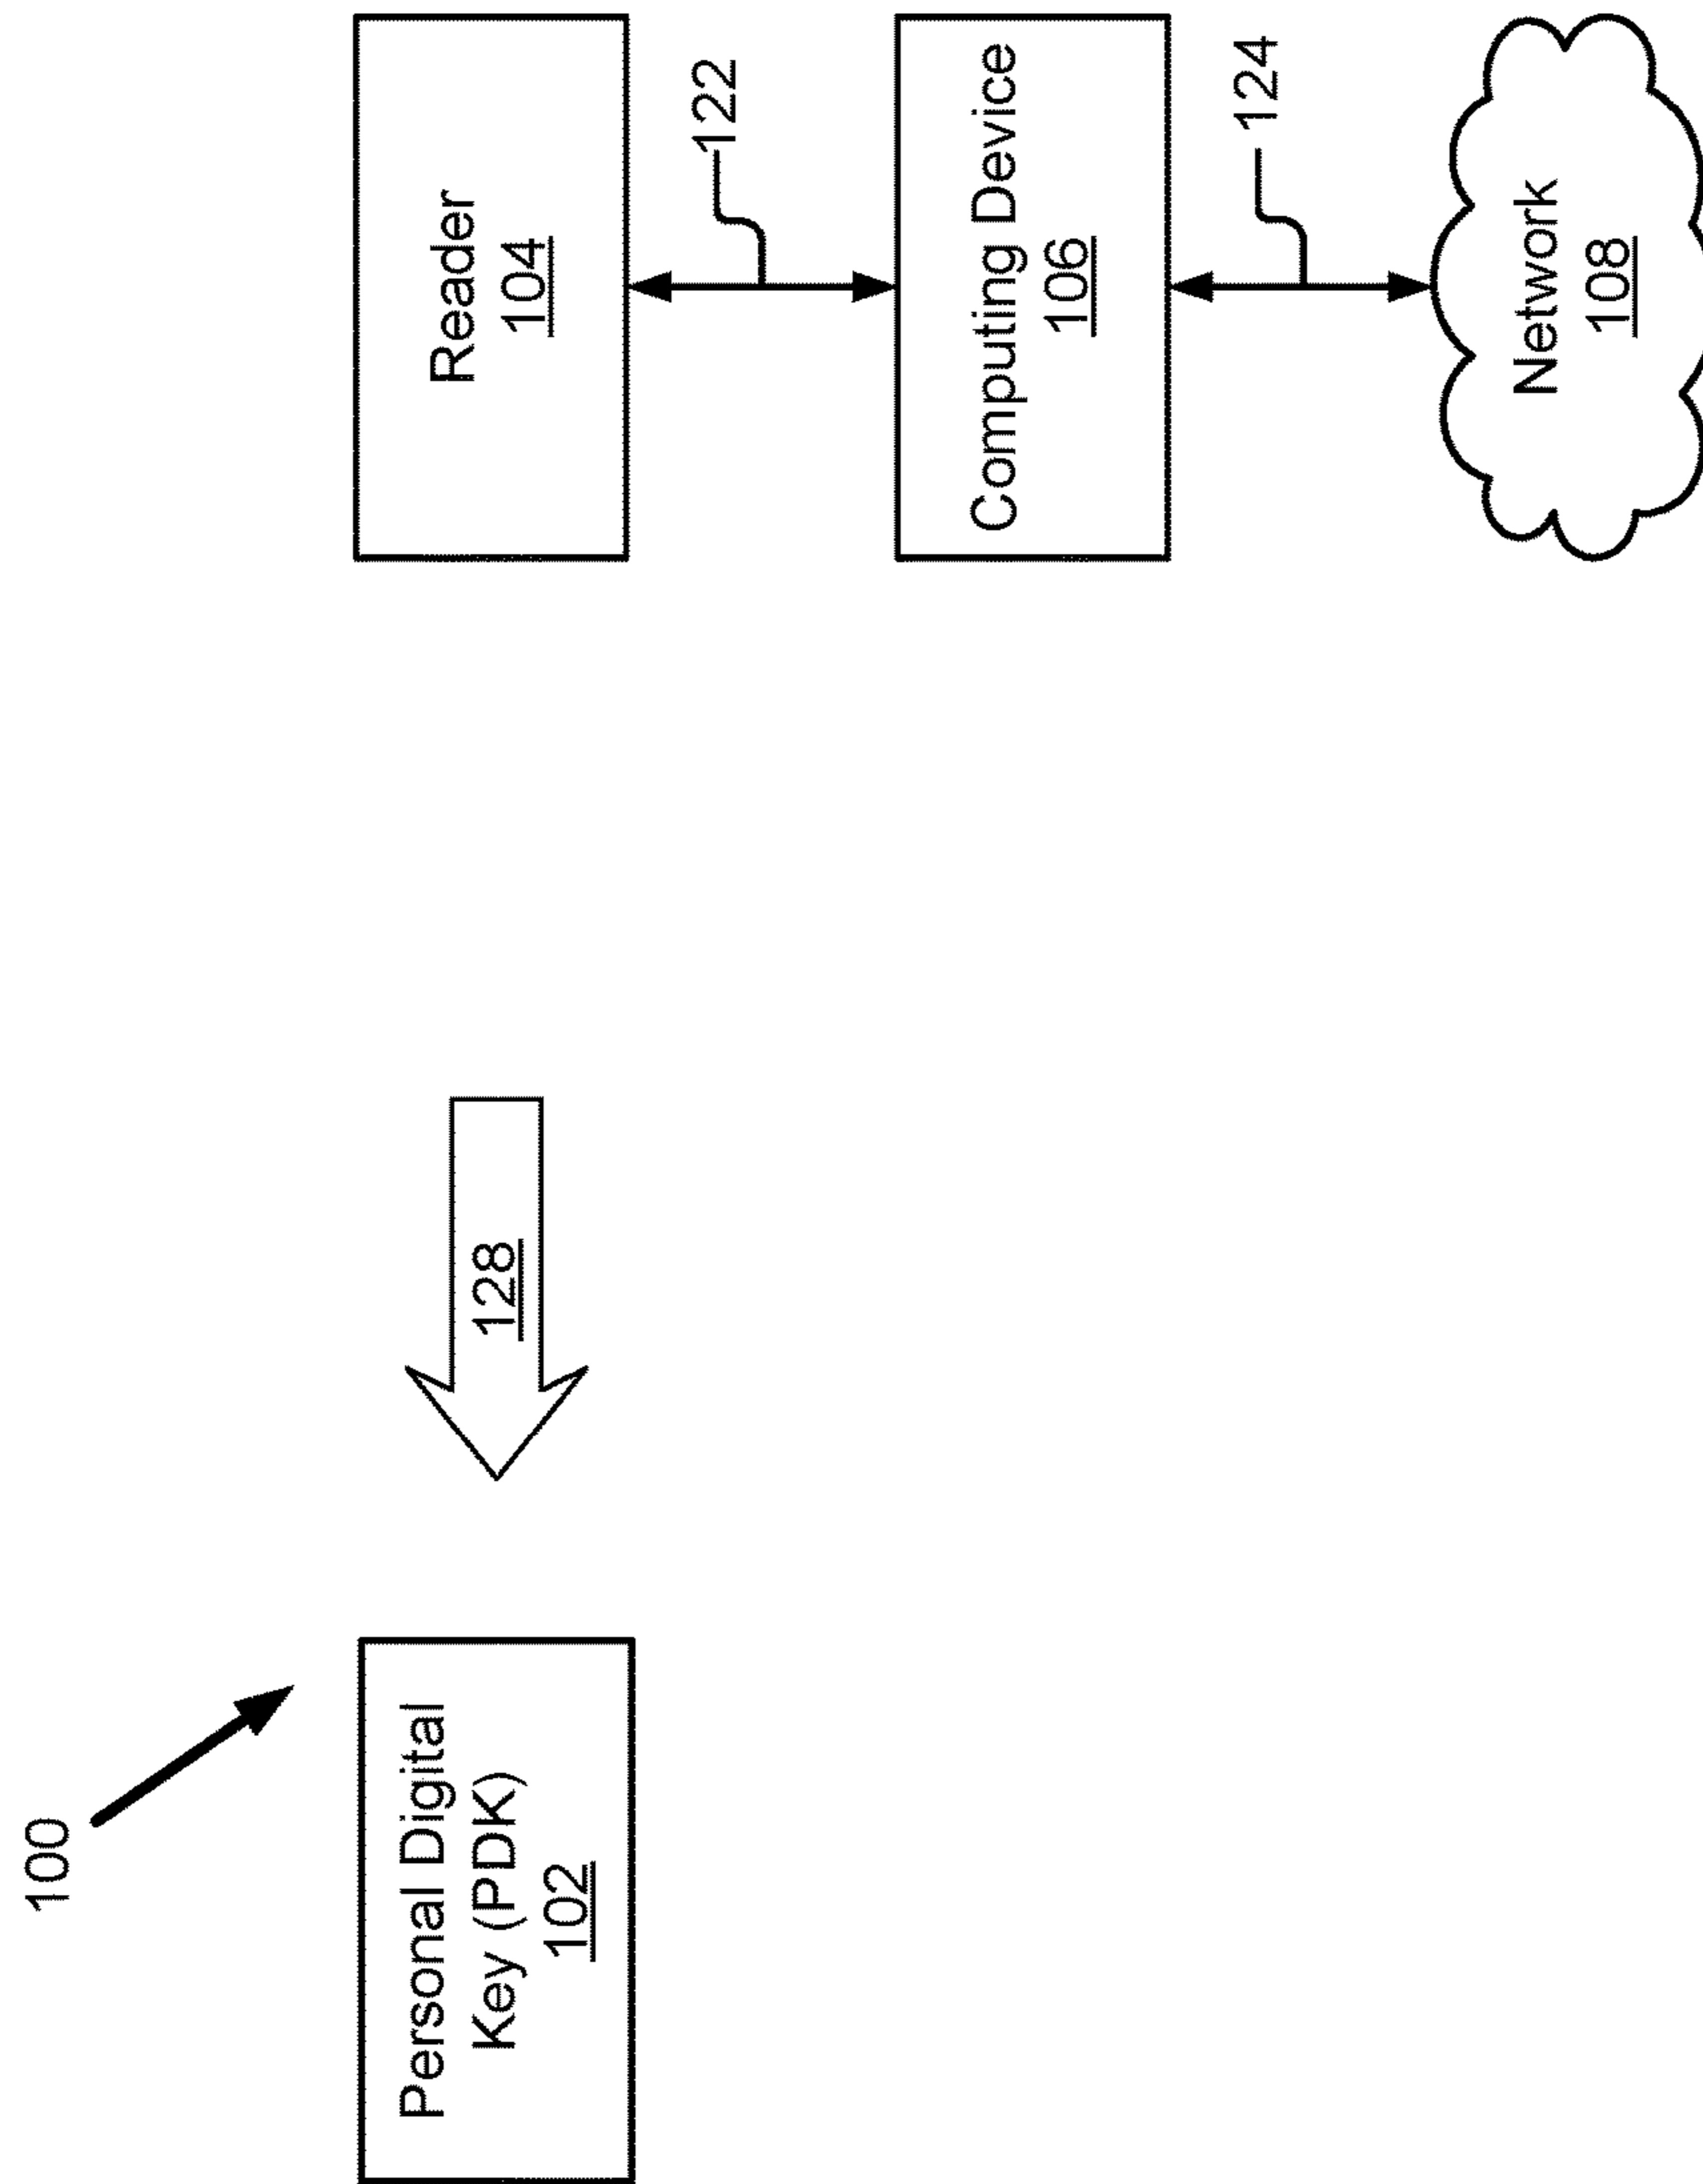 100
Personal Digital
Key (PDK)
102
128
Reader
104
122
Computing Device
106
124
Network
108